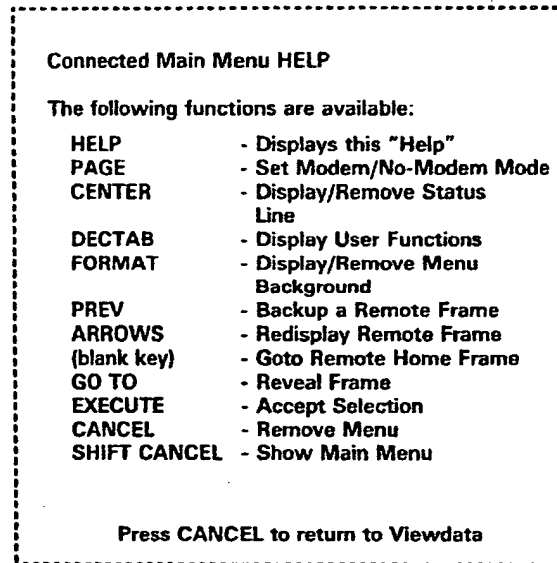 Connected Main Menu HELP
The following functions are available:
HELP - Displays this "Help"
PAGE - Set Modem/No-Modem Mode
CENTER - Display/Remove Status
Line
DECTAB - Display User Functions
FORMAT - Display/Remove Menu
Background
PREV - Backup a Remote Frame
ARROWS - Redisplay Remote Frame
(blank key) - Goto Remote Home Frame
GO TO - Reveal Frame
EXECUTE - Accept Selection
CANCEL - Remove Menu
SHIFT CANCEL - Show Main Menu
Press CANCEL to return to Viewdata